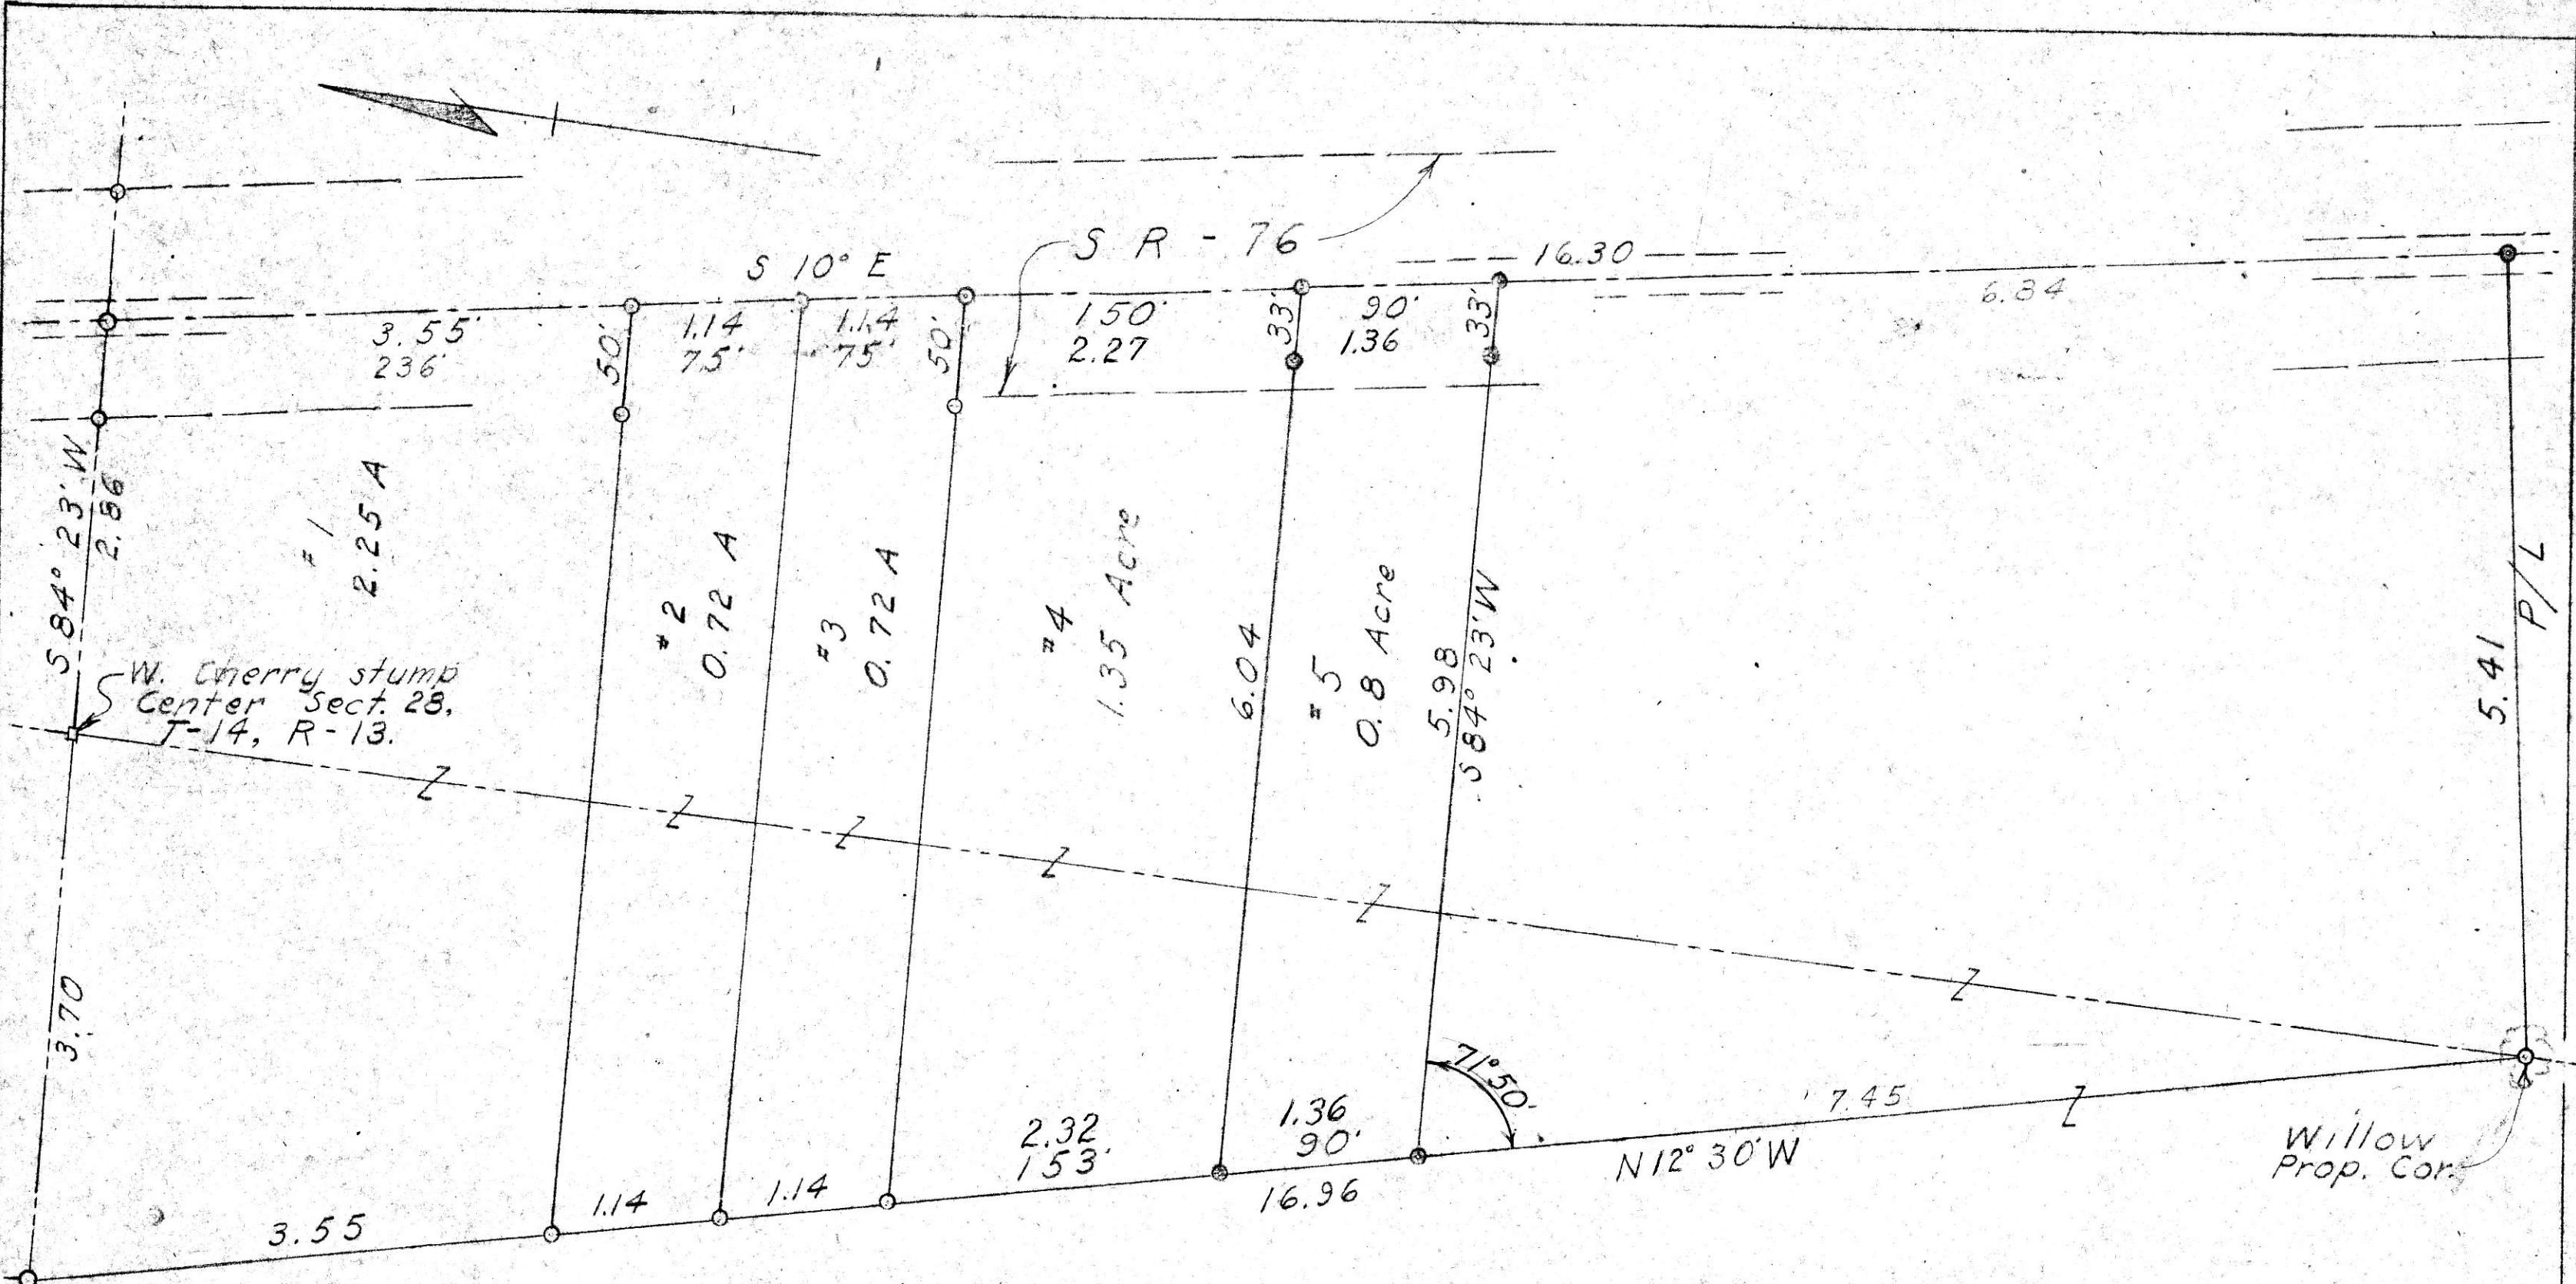 S R - 76
S 10° E
16.30
3.55'
236'
50'
1.14
75'
1.14
75'
50'
150'
2.27
33'
90'
1.36
33'
6.84
S 84° 23' W
2.86
# 1
2.25 A
# 2
0.72 A
# 3
0.72 A
# 4
1.35 Acre
6.04
# 5
0.8 Acre
5.98
S 84° 23' W
5.41
P/L
W. Cherry stump
Center Sect. 28,
T-14, R-13.
3.70
71° 50'
7.45
N 12° 30' W
Willow
Prop. Cor.
3.55
1.14
1.14
2.32
153'
1.36
90'
16.96